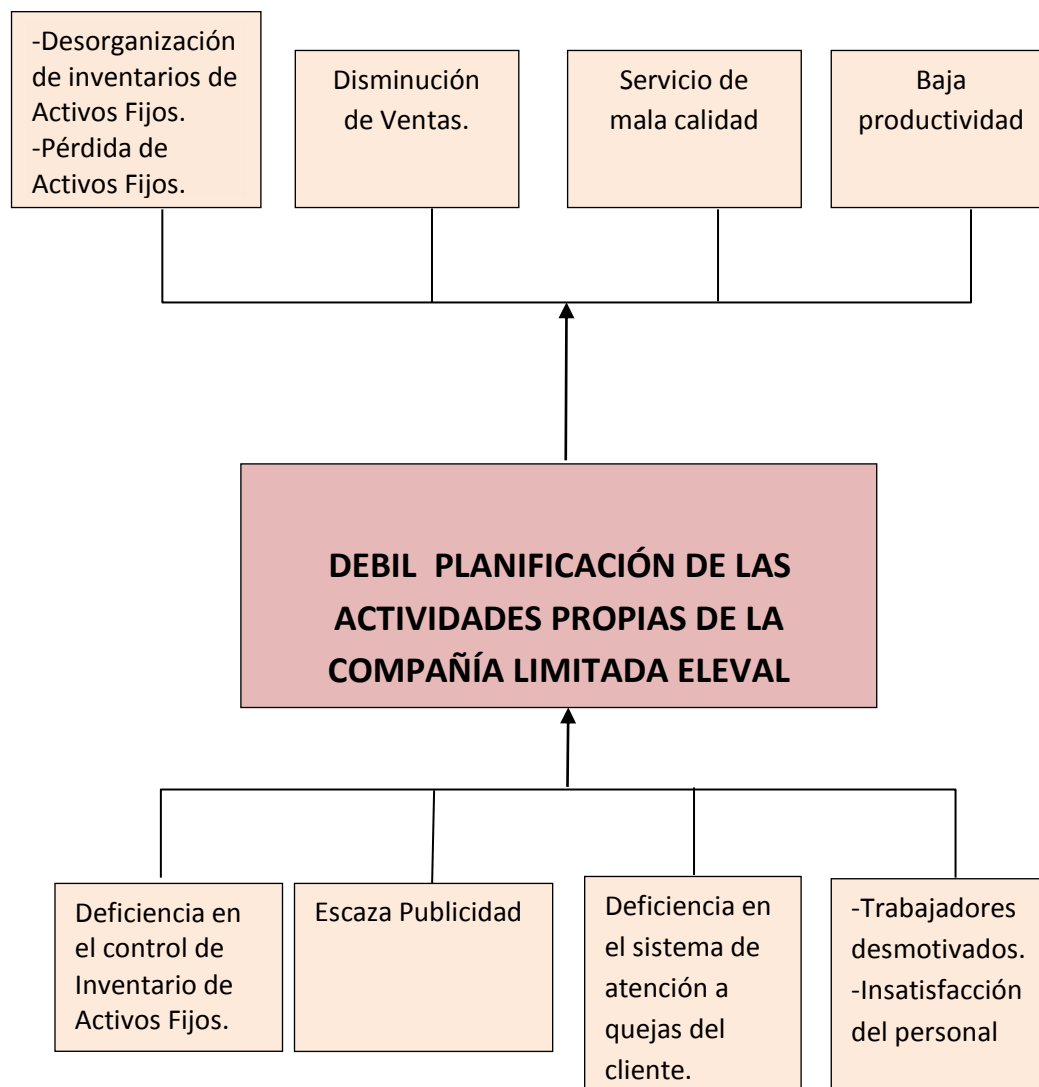 -Desorganización
de inventarios de
Activos Fijos.
-Pérdida de
Activos Fijos.
Disminución
de Ventas.
Servicio de
mala calidad
Baja
productividad
DEBIL  PLANIFICACIÓN DE LAS
ACTIVIDADES PROPIAS DE LA
COMPAÑÍA LIMITADA ELEVAL
Deficiencia en
el control de
Inventario de
Activos Fijos.
Escaza Publicidad
Deficiencia en
el sistema de
atención a
quejas del
cliente.
-Trabajadores
desmotivados.
-Insatisfacción
del personal